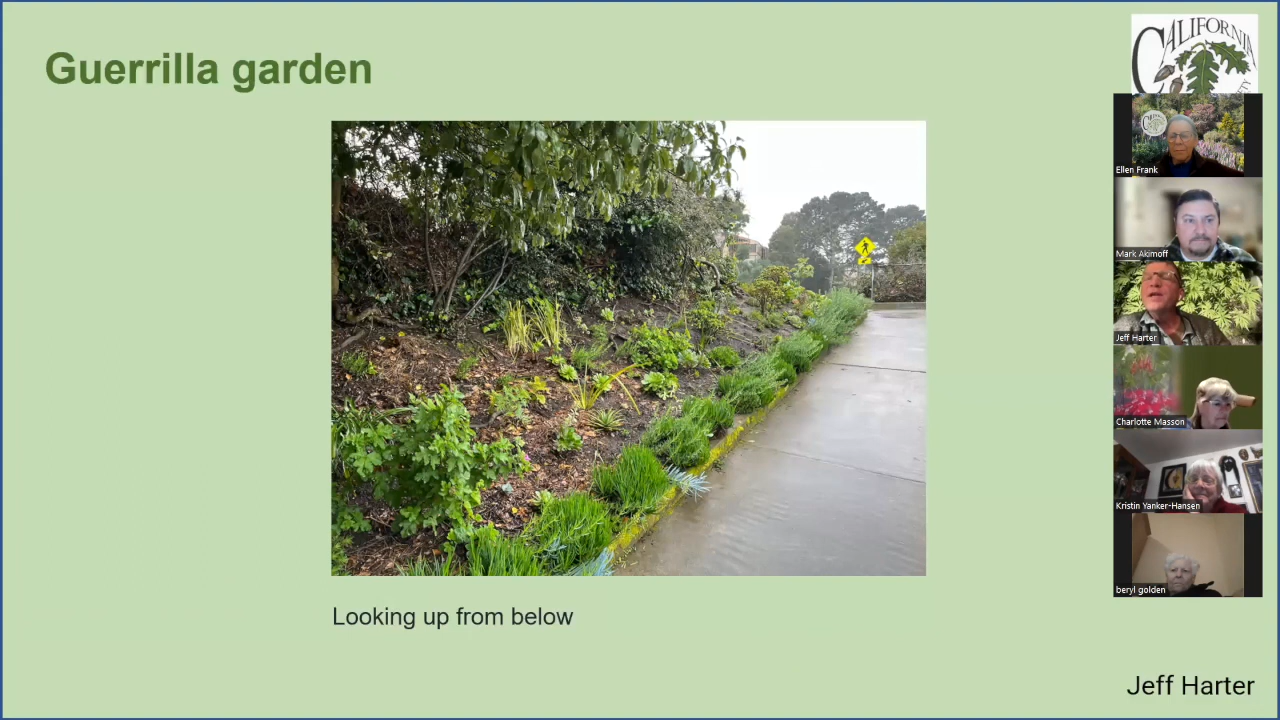 Guerrilla garden
CALIFORNIA
Ellen Frank
Mark Akimoff
Jeff Harter
Charlotte Masson
Kristin Yanker-Hansen
beryl golden
Looking up from below
Jeff Harter